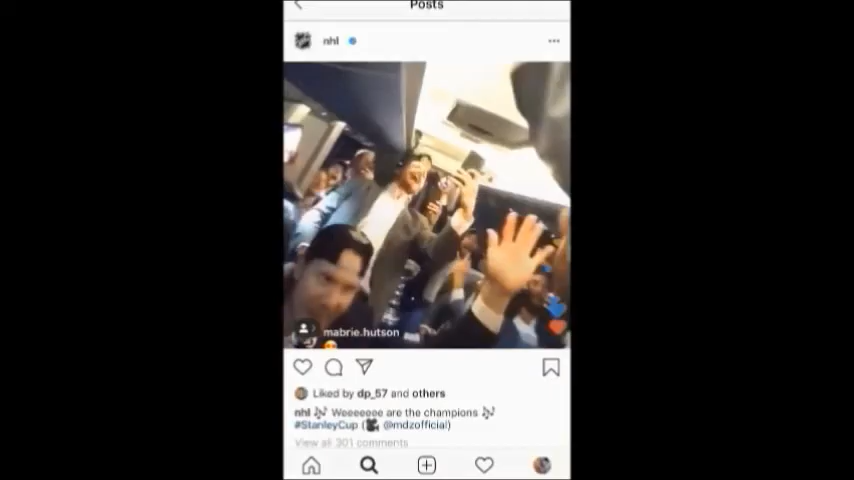 Posts
nhl
mabrie.hutson
Liked by dp_57 and others
nhl 🎶 Weeeeeee are the champions 🎶
#StanleyCup (🎥 @mdzofficial)
View all 301 comments